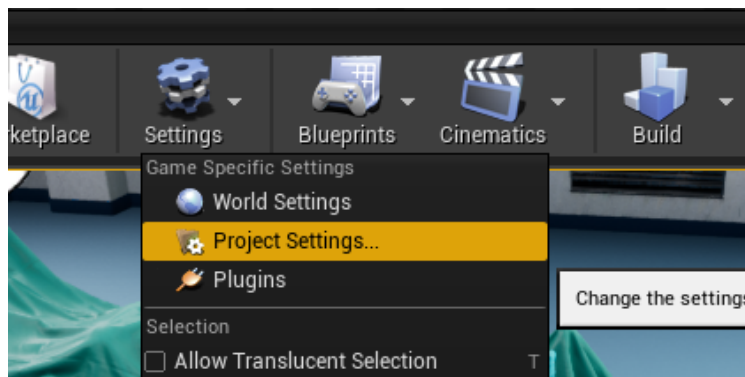 ketplace Settings Blueprints Cinematics Build
Game Specific Settings
World Settings
Project Settings...
Plugins
Change the settings
Selection
Allow Translucent Selection T